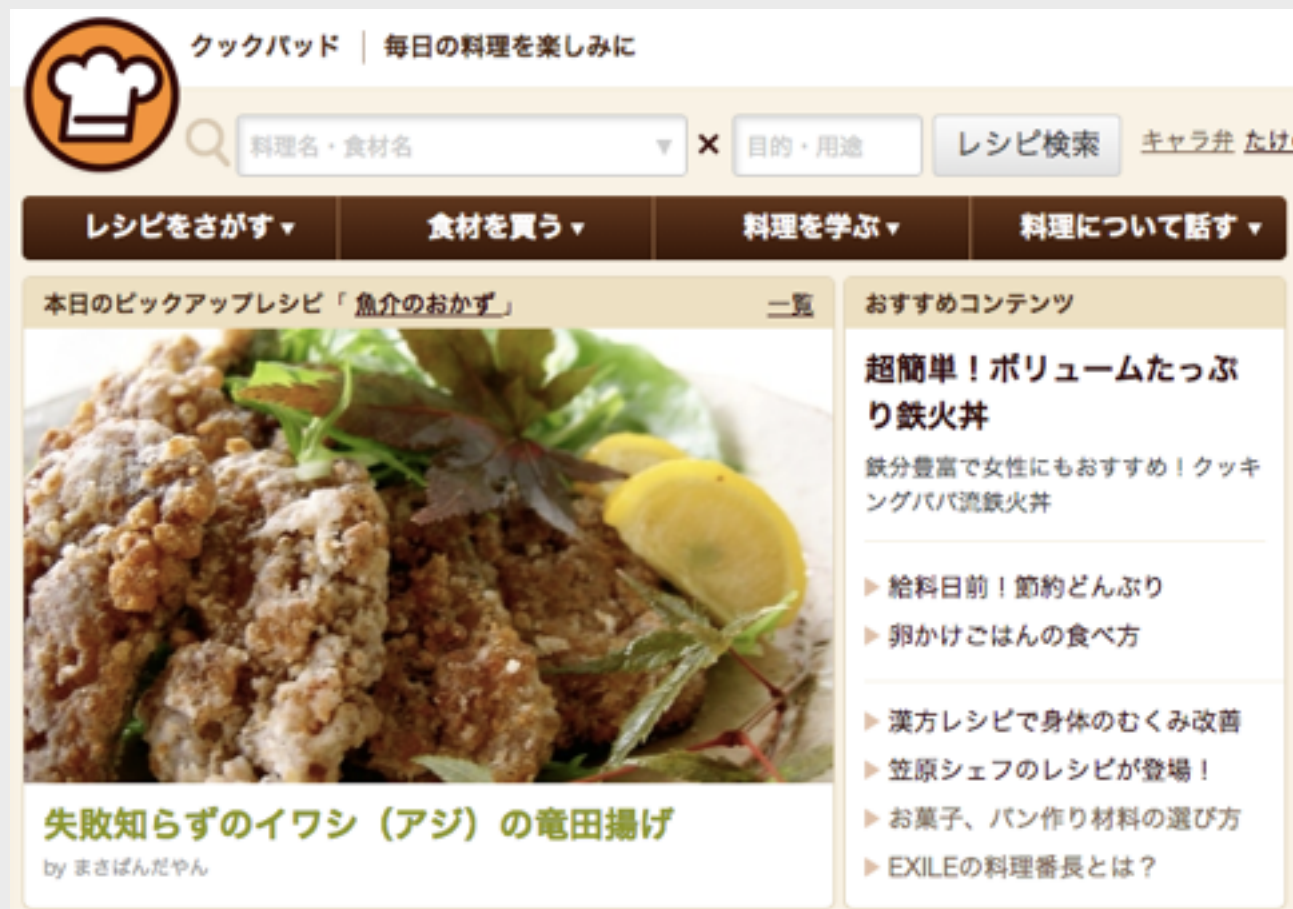 クックパッド │ 毎日の料理を楽しみに
料理名・食材名 ▼ × 目的・用途 レシピ検索 キャラ弁
レシピをさがす ▼ 食材を買う ▼ 料理を学ぶ ▼ 料理について話す ▼
本日のピックアップレシピ「 魚介のおかず 」 一覧
失敗知らずのイワシ（アジ）の竜田揚げ
by まさぱんだやん
おすすめコンテンツ
超簡単！ボリュームたっぷ
り鉄火丼
鉄分豊富で女性にもおすすめ！クッキ
ングパパ流鉄火丼
▶ 給料日前！節約どんぶり
▶ 卵かけごはんの食べ方
▶ 漢方レシピで身体のむくみ改善
▶ 笠原シェフのレシピが登場！
▶ お菓子、パン作り材料の選び方
▶ EXILEの料理番長とは？